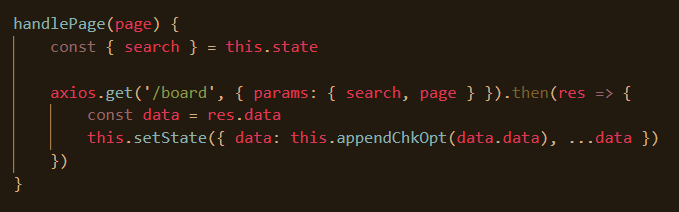 handlePage(page) {
const { search } = this.state
axios.get('/board', { params: { search, page } }).then(res => {
const data = res.data
this.setState({ data: this.appendChkOpt(data.data), ...data })
})
}